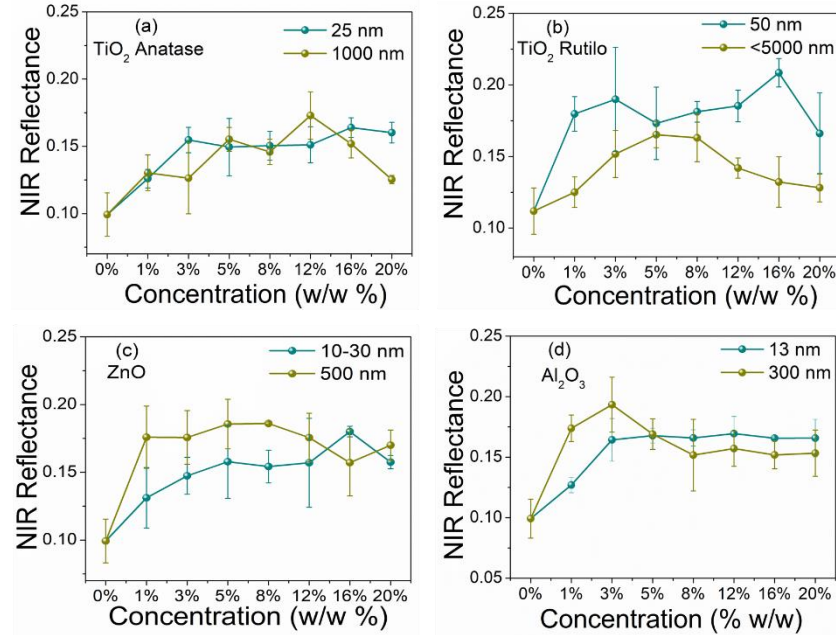 (a)
TiO₂ Anatase
25 nm
1000 nm
NIR Reflectance
0.25
0.20
0.15
0.10
0% 1% 3% 5% 8% 12% 16% 20%
Concentration (w/w %)
(b)
TiO₂ Rutilo
50 nm
<5000 nm
NIR Reflectance
0.25
0.20
0.15
0.10
0% 1% 3% 5% 8% 12% 16% 20%
Concentration (w/w %)
(c)
ZnO
10-30 nm
500 nm
NIR Reflectance
0.25
0.20
0.15
0.10
0% 1% 3% 5% 8% 12% 16% 20%
Concentration (w/w %)
(d)
Al₂O₃
13 nm
300 nm
NIR Reflectance
0.25
0.20
0.15
0.10
0.05
0% 1% 3% 5% 8% 12% 16% 20%
Concentration (% w/w)